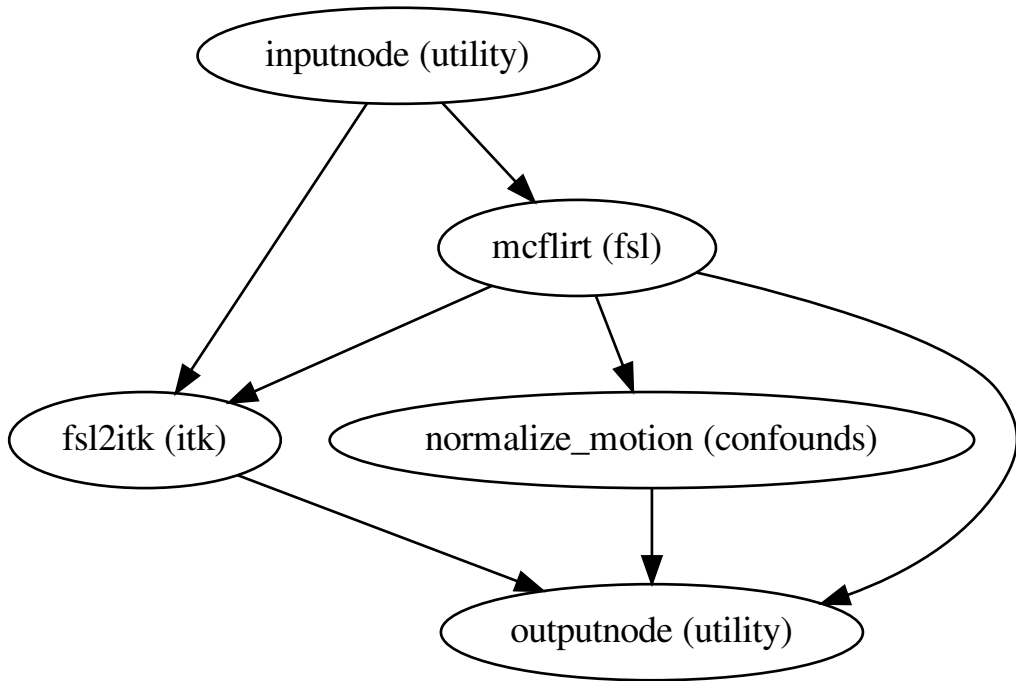 inputnode (utility)
mcflirt (fsl)
fsl2itk (itk)
normalize_motion (confounds)
outputnode (utility)